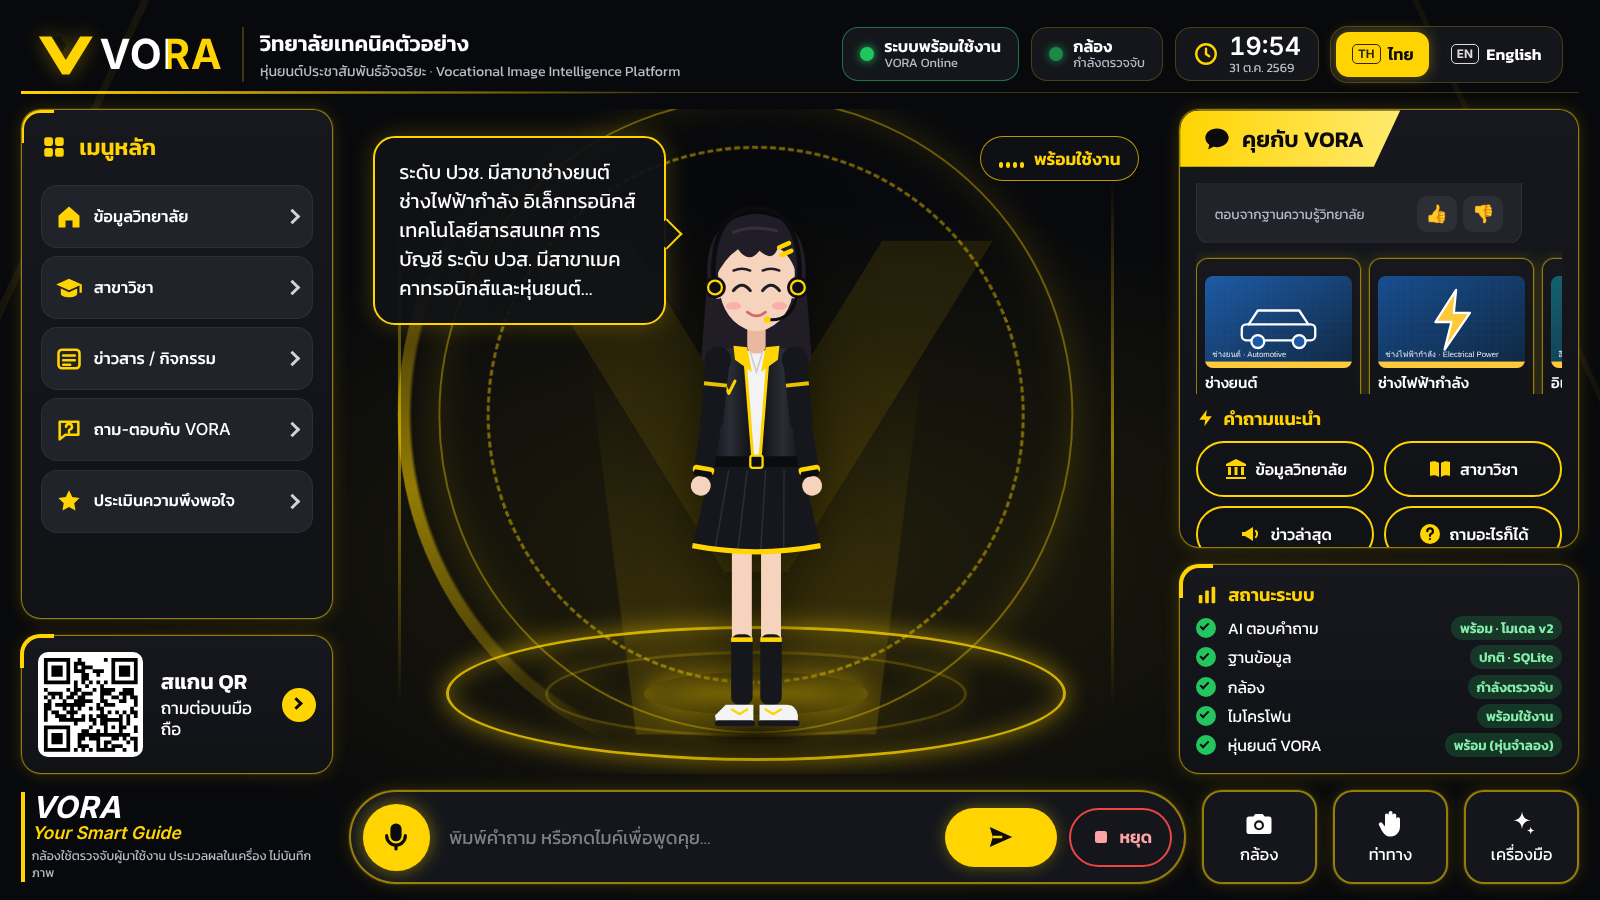 VORA
วิทยาลัยเทคนิคตัวอย่าง
หุ่นยนต์ประชาสัมพันธ์อัจฉริยะ · Vocational Image Intelligence Platform
ระบบพร้อมใช้งาน
VORA Online
กล้อง
กำลังตรวจจับ
19:54
31 ต.ค. 2569
TH ไทย
EN English
เมนูหลัก
ข้อมูลวิทยาลัย
สาขาวิชา
ข่าวสาร / กิจกรรม
ถาม-ตอบกับ VORA
ประเมินความพึงพอใจ
สแกน QR
ถามต่อบนมือ
ถือ
VORA
Your Smart Guide
กล้องใช้ตรวจจับผู้มาใช้งาน ประมวลผลในเครื่อง ไม่บันทึก
ภาพ
ระดับ ปวช. มีสาขาช่างยนต์
ช่างไฟฟ้ากำลัง อิเล็กทรอนิกส์
เทคโนโลยีสารสนเทศ การ
บัญชี ระดับ ปวส. มีสาขาเมค
คาทรอนิกส์และหุ่นยนต์...
พร้อมใช้งาน
พิมพ์คำถาม หรือกดไมค์เพื่อพูดคุย...
หยุด
คุยกับ VORA
ตอบจากฐานความรู้วิทยาลัย
ช่างยนต์ · Automotive
ช่างยนต์
ช่างไฟฟ้ากำลัง · Electrical Power
ช่างไฟฟ้ากำลัง
คำถามแนะนำ
ข้อมูลวิทยาลัย
สาขาวิชา
ข่าวล่าสุด
ถามอะไรก็ได้
สถานะระบบ
AI ตอบคำถาม
พร้อม · โมเดล v2
ฐานข้อมูล
ปกติ · SQLite
กล้อง
กำลังตรวจจับ
ไมโครโฟน
พร้อมใช้งาน
หุ่นยนต์ VORA
พร้อม (หุ่นจำลอง)
กล้อง
ท่าทาง
เครื่องมือ